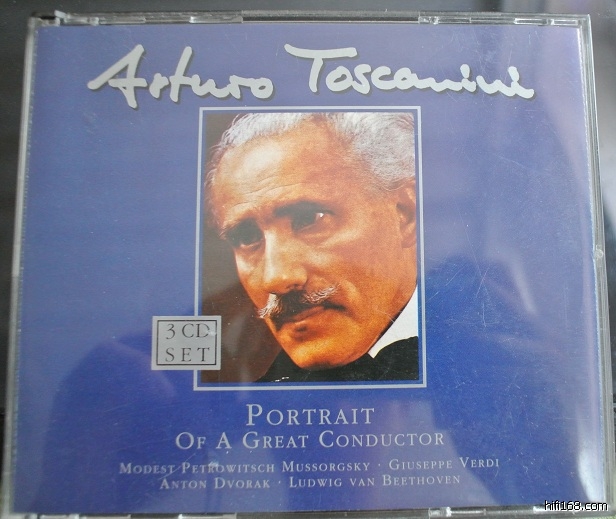 Arturo Toscanini
3 CD
SET
PORTRAIT
OF A GREAT CONDUCTOR
MODEST PETROWITSCH MUSSORGSKY · GIUSEPPE VERDI
ANTON DVORAK · LUDWIG VAN BEETHOVEN
hifi168.com